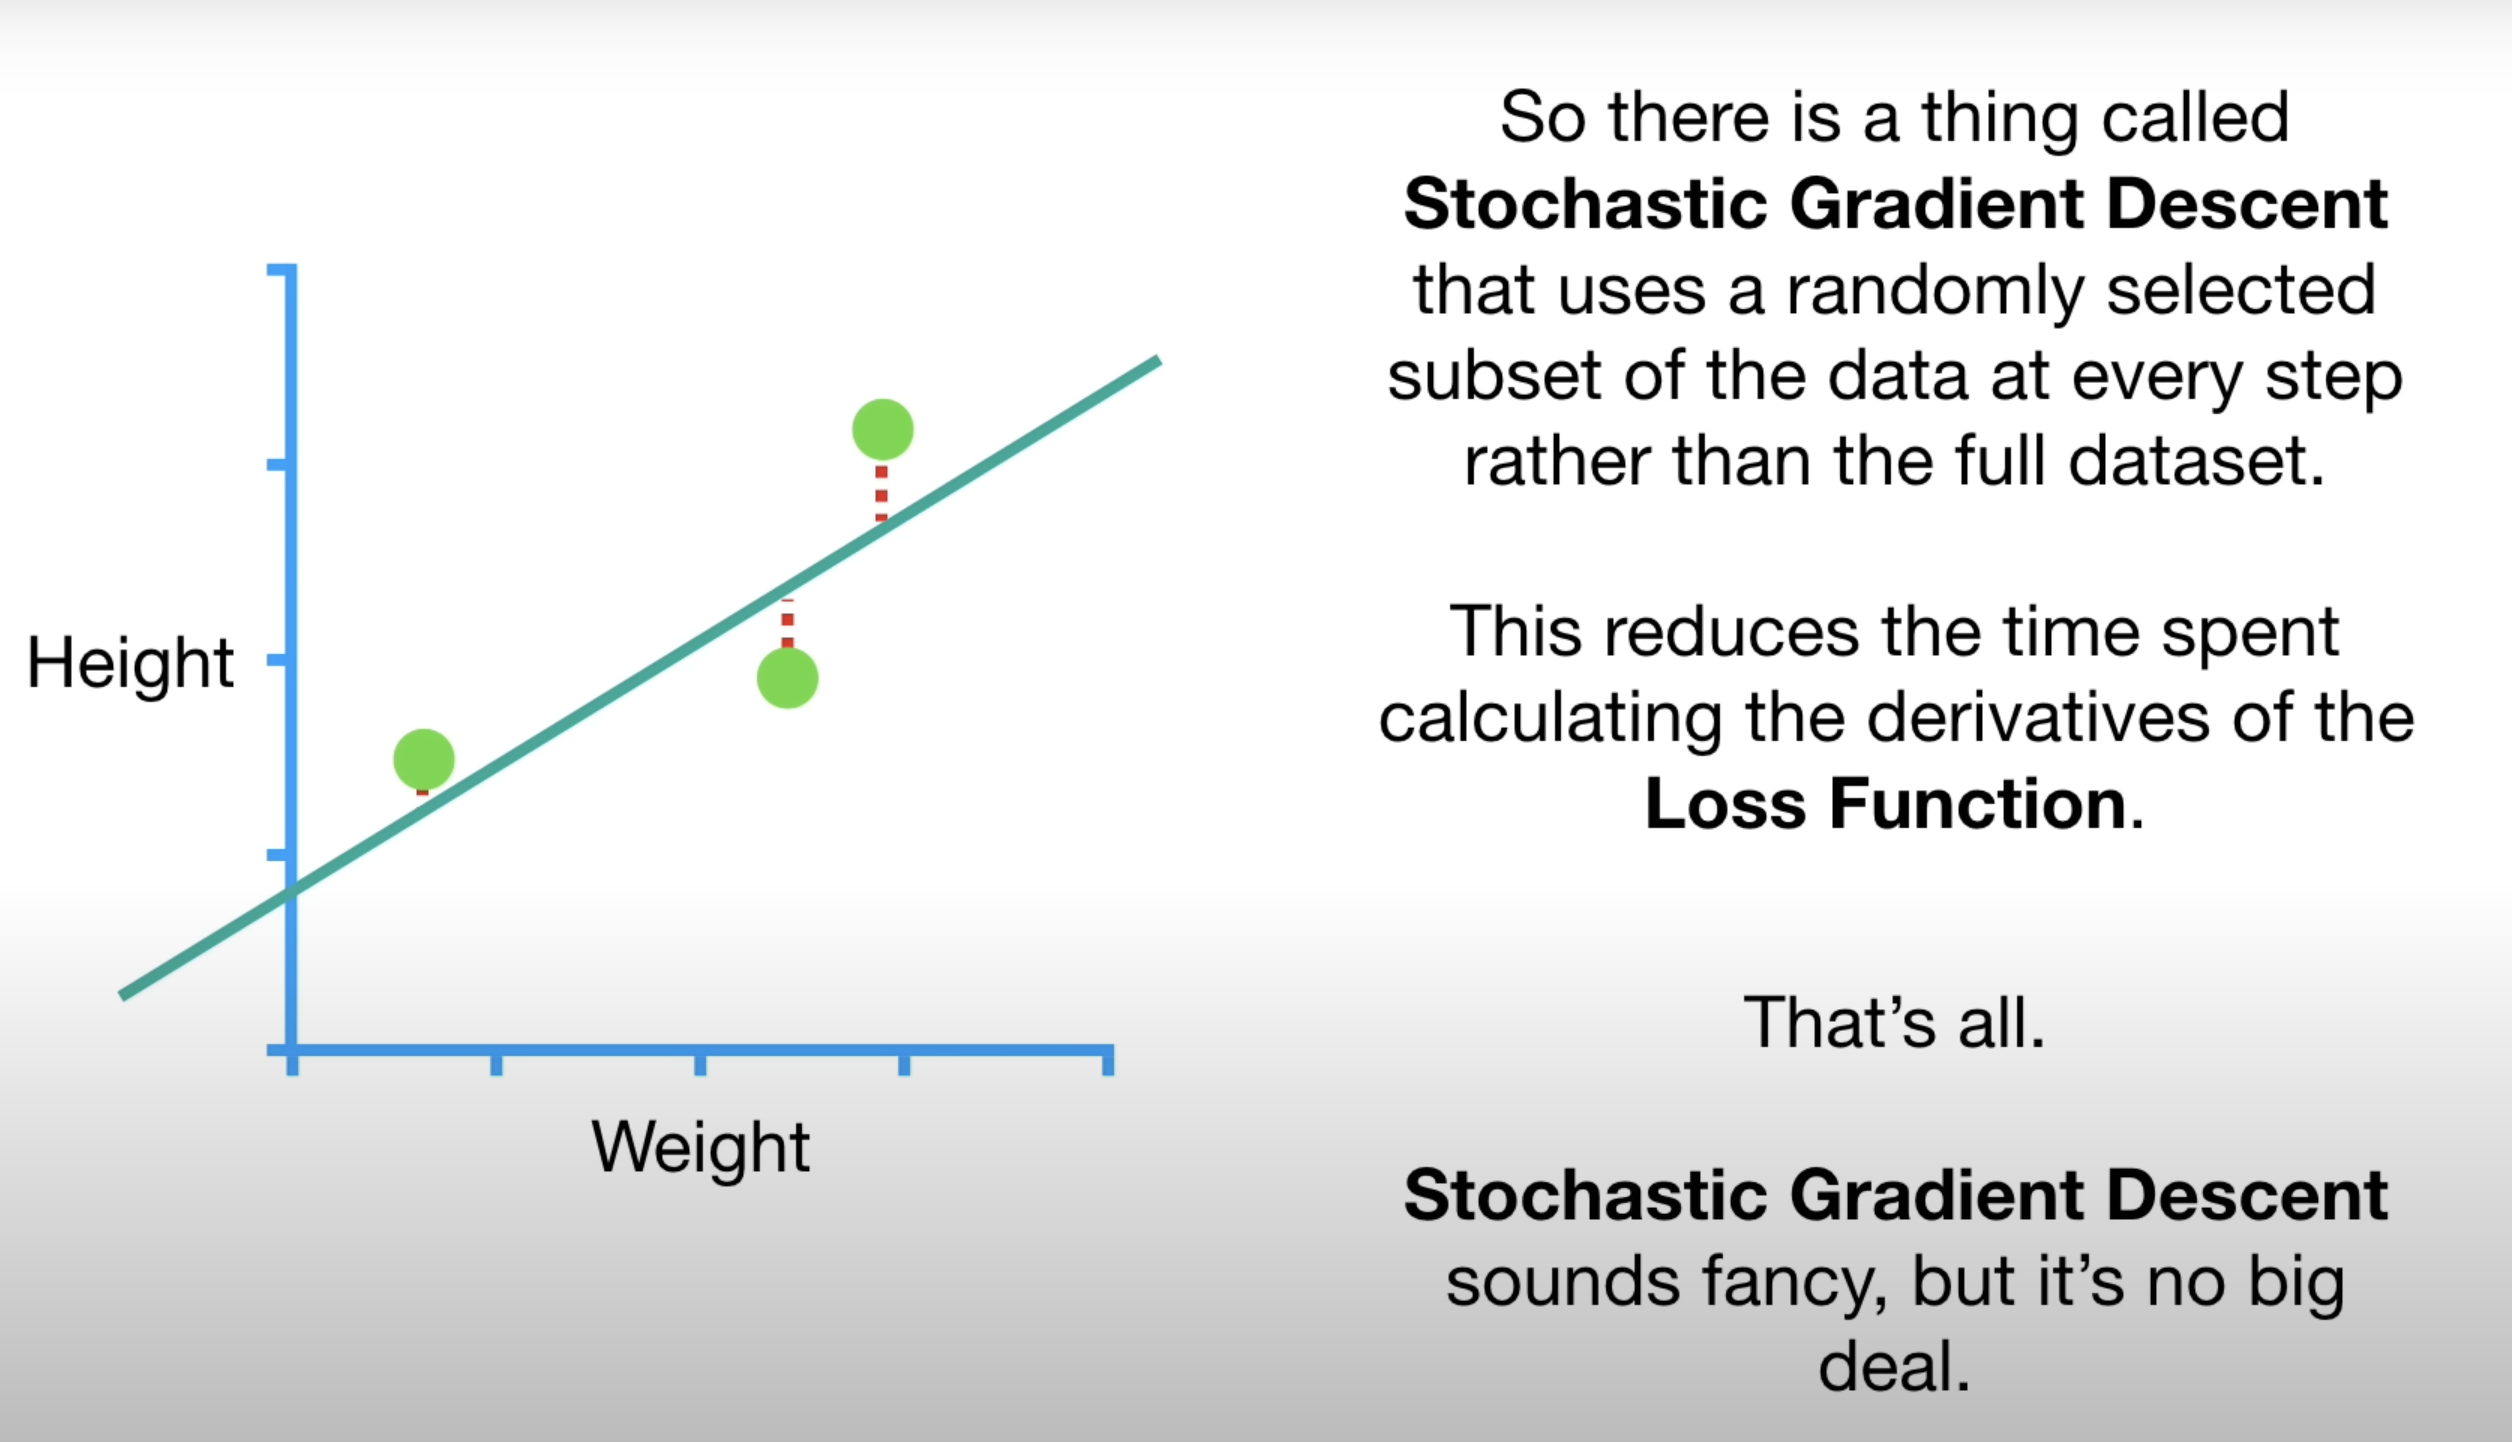 So there is a thing called
Stochastic Gradient Descent
that uses a randomly selected
subset of the data at every step
rather than the full dataset.
This reduces the time spent
calculating the derivatives of the
Loss Function.
That’s all.
Stochastic Gradient Descent
sounds fancy, but it’s no big
deal.
Height
Weight